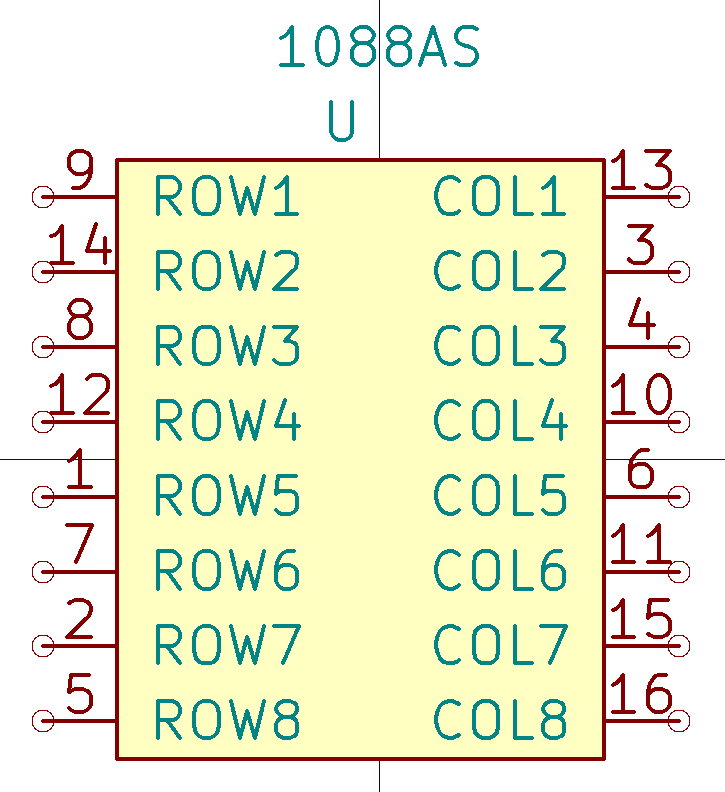 1088AS
U
9 ROW1 COL1 13
14 ROW2 COL2 3
8 ROW3 COL3 4
12 ROW4 COL4 10
1 ROW5 COL5 6
7 ROW6 COL6 11
2 ROW7 COL7 15
5 ROW8 COL8 16